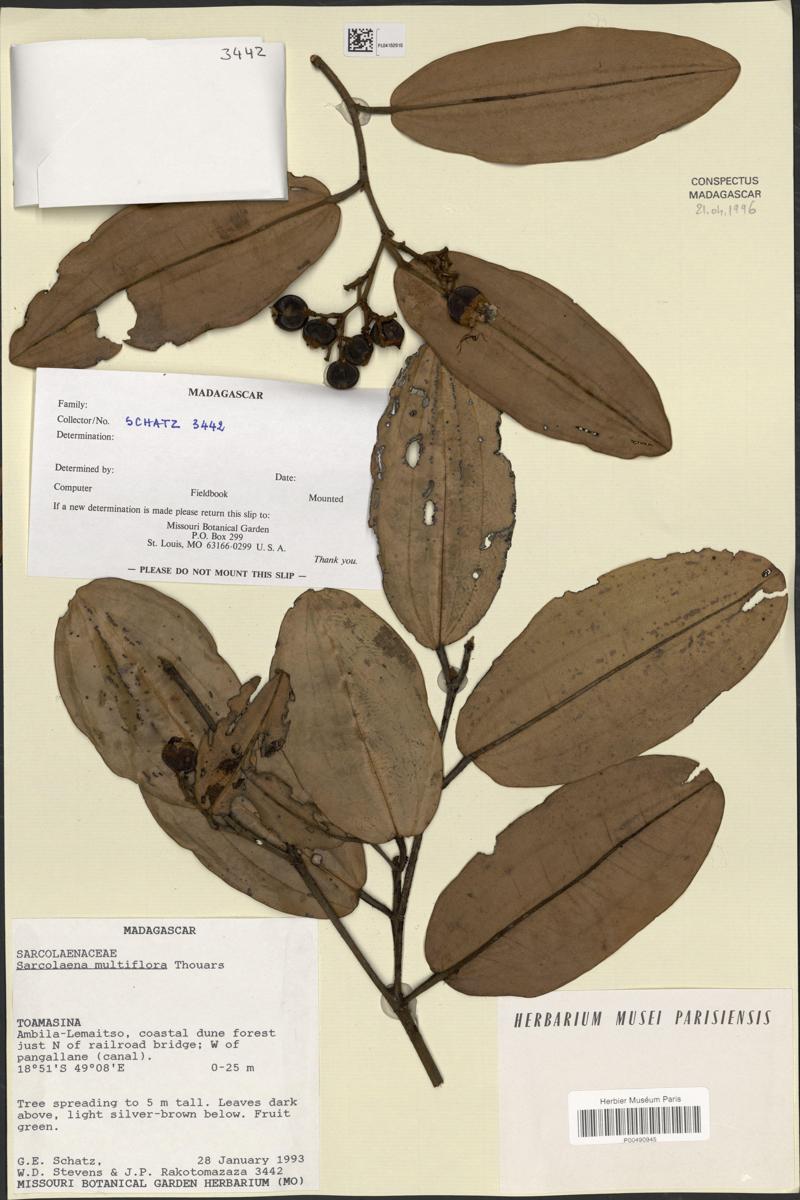 3442
PL04182910
CONSPECTUS
MADAGASCAR
21.04.1996
MADAGASCAR
Family:
Collector/No. SCHATZ 3442
Determination:
Determined by:
Date:
Computer Fieldbook Mounted
If a new determination is made please return this slip to:
Missouri Botanical Garden
P.O. Box 299
St. Louis, MO 63166-0299 U. S. A.
Thank you.
— PLEASE DO NOT MOUNT THIS SLIP —
MADAGASCAR
SARCOLAENACEAE
Sarcolaena multiflora Thouars
TOAMASINA
Ambila-Lemaitso, coastal dune forest
just N of railroad bridge; W of
pangallane (canal).
18°51'S 49°08'E 0-25 m
Tree spreading to 5 m tall. Leaves dark
above, light silver-brown below. Fruit
green.
G.E. Schatz, 28 January 1993
W.D. Stevens & J.P. Rakotomazaza 3442
MISSOURI BOTANICAL GARDEN HERBARIUM (MO)
HERBARIUM MUSEI PARISIENSIS
Herbier Muséum Paris
P00490945